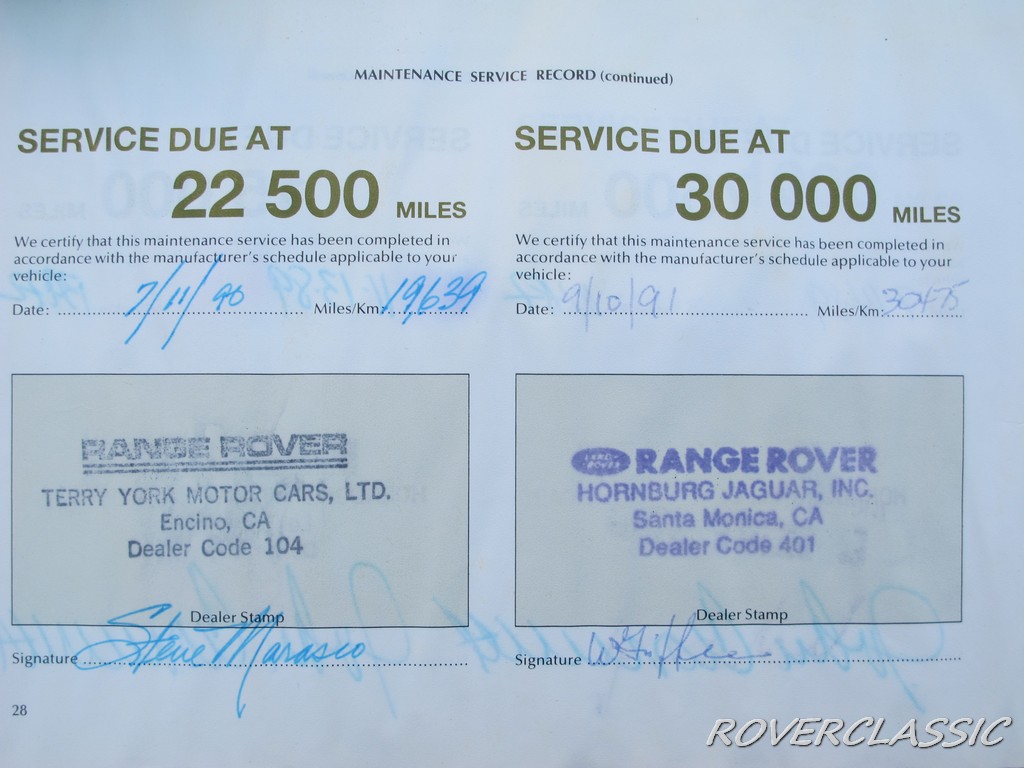 MAINTENANCE SERVICE RECORD (continued)
SERVICE DUE AT
22 500 MILES
We certify that this maintenance service has been completed in
accordance with the manufacturer's schedule applicable to your
vehicle:
Date: 7/11/90 Miles/Km: 19,639
RANGE ROVER
TERRY YORK MOTOR CARS, LTD.
Encino, CA
Dealer Code 104
Dealer Stamp
Signature Steve Marasco
SERVICE DUE AT
30 000 MILES
We certify that this maintenance service has been completed in
accordance with the manufacturer's schedule applicable to your
vehicle:
Date: 9/10/91 Miles/Km: 30475
RANGE ROVER
HORNBURG JAGUAR, INC.
Santa Monica, CA
Dealer Code 401
Dealer Stamp
Signature
28
ROVERCLASSIC